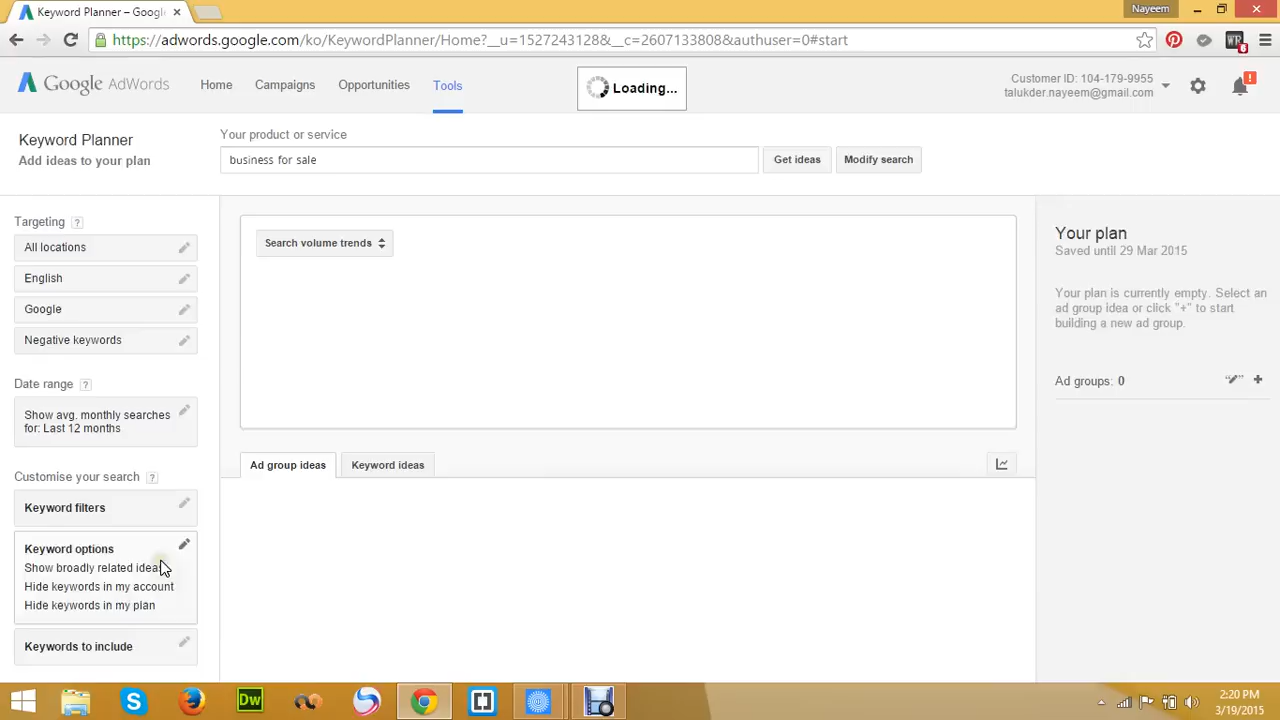 Keyword Planner – Googl
Nayeem
https://adwords.google.com/ko/KeywordPlanner/Home?__u=1527243128&__c=2607133808&authuser=0#start
Google AdWords
Home
Campaigns
Opportunities
Tools
Loading...
Customer ID: 104-179-9955
talukder.nayeem@gmail.com
Keyword Planner
Add ideas to your plan
Your product or service
business for sale
Get ideas
Modify search
Targeting ?
All locations
English
Google
Negative keywords
Date range ?
Show avg. monthly searches
for: Last 12 months
Customise your search ?
Keyword filters
Keyword options
Show broadly related ideas
Hide keywords in my account
Hide keywords in my plan
Keywords to include
Search volume trends
Ad group ideas
Keyword ideas
Your plan
Saved until 29 Mar 2015
Your plan is currently empty. Select an
ad group idea or click "+" to start
building a new ad group.
Ad groups: 0
Dw
2:20 PM
3/19/2015